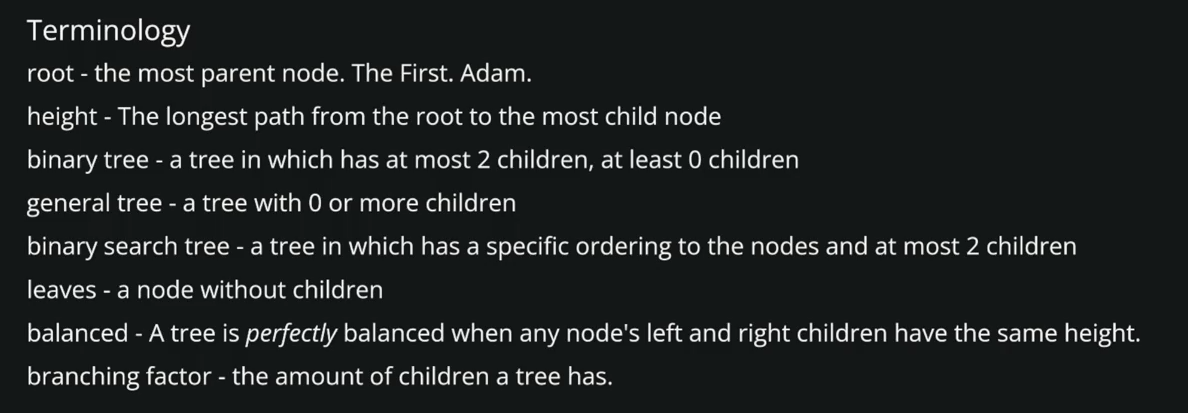 Terminology
root - the most parent node. The First. Adam.
height - The longest path from the root to the most child node
binary tree - a tree in which has at most 2 children, at least 0 children
general tree - a tree with 0 or more children
binary search tree - a tree in which has a specific ordering to the nodes and at most 2 children
leaves - a node without children
balanced - A tree is perfectly balanced when any node's left and right children have the same height.
branching factor - the amount of children a tree has.